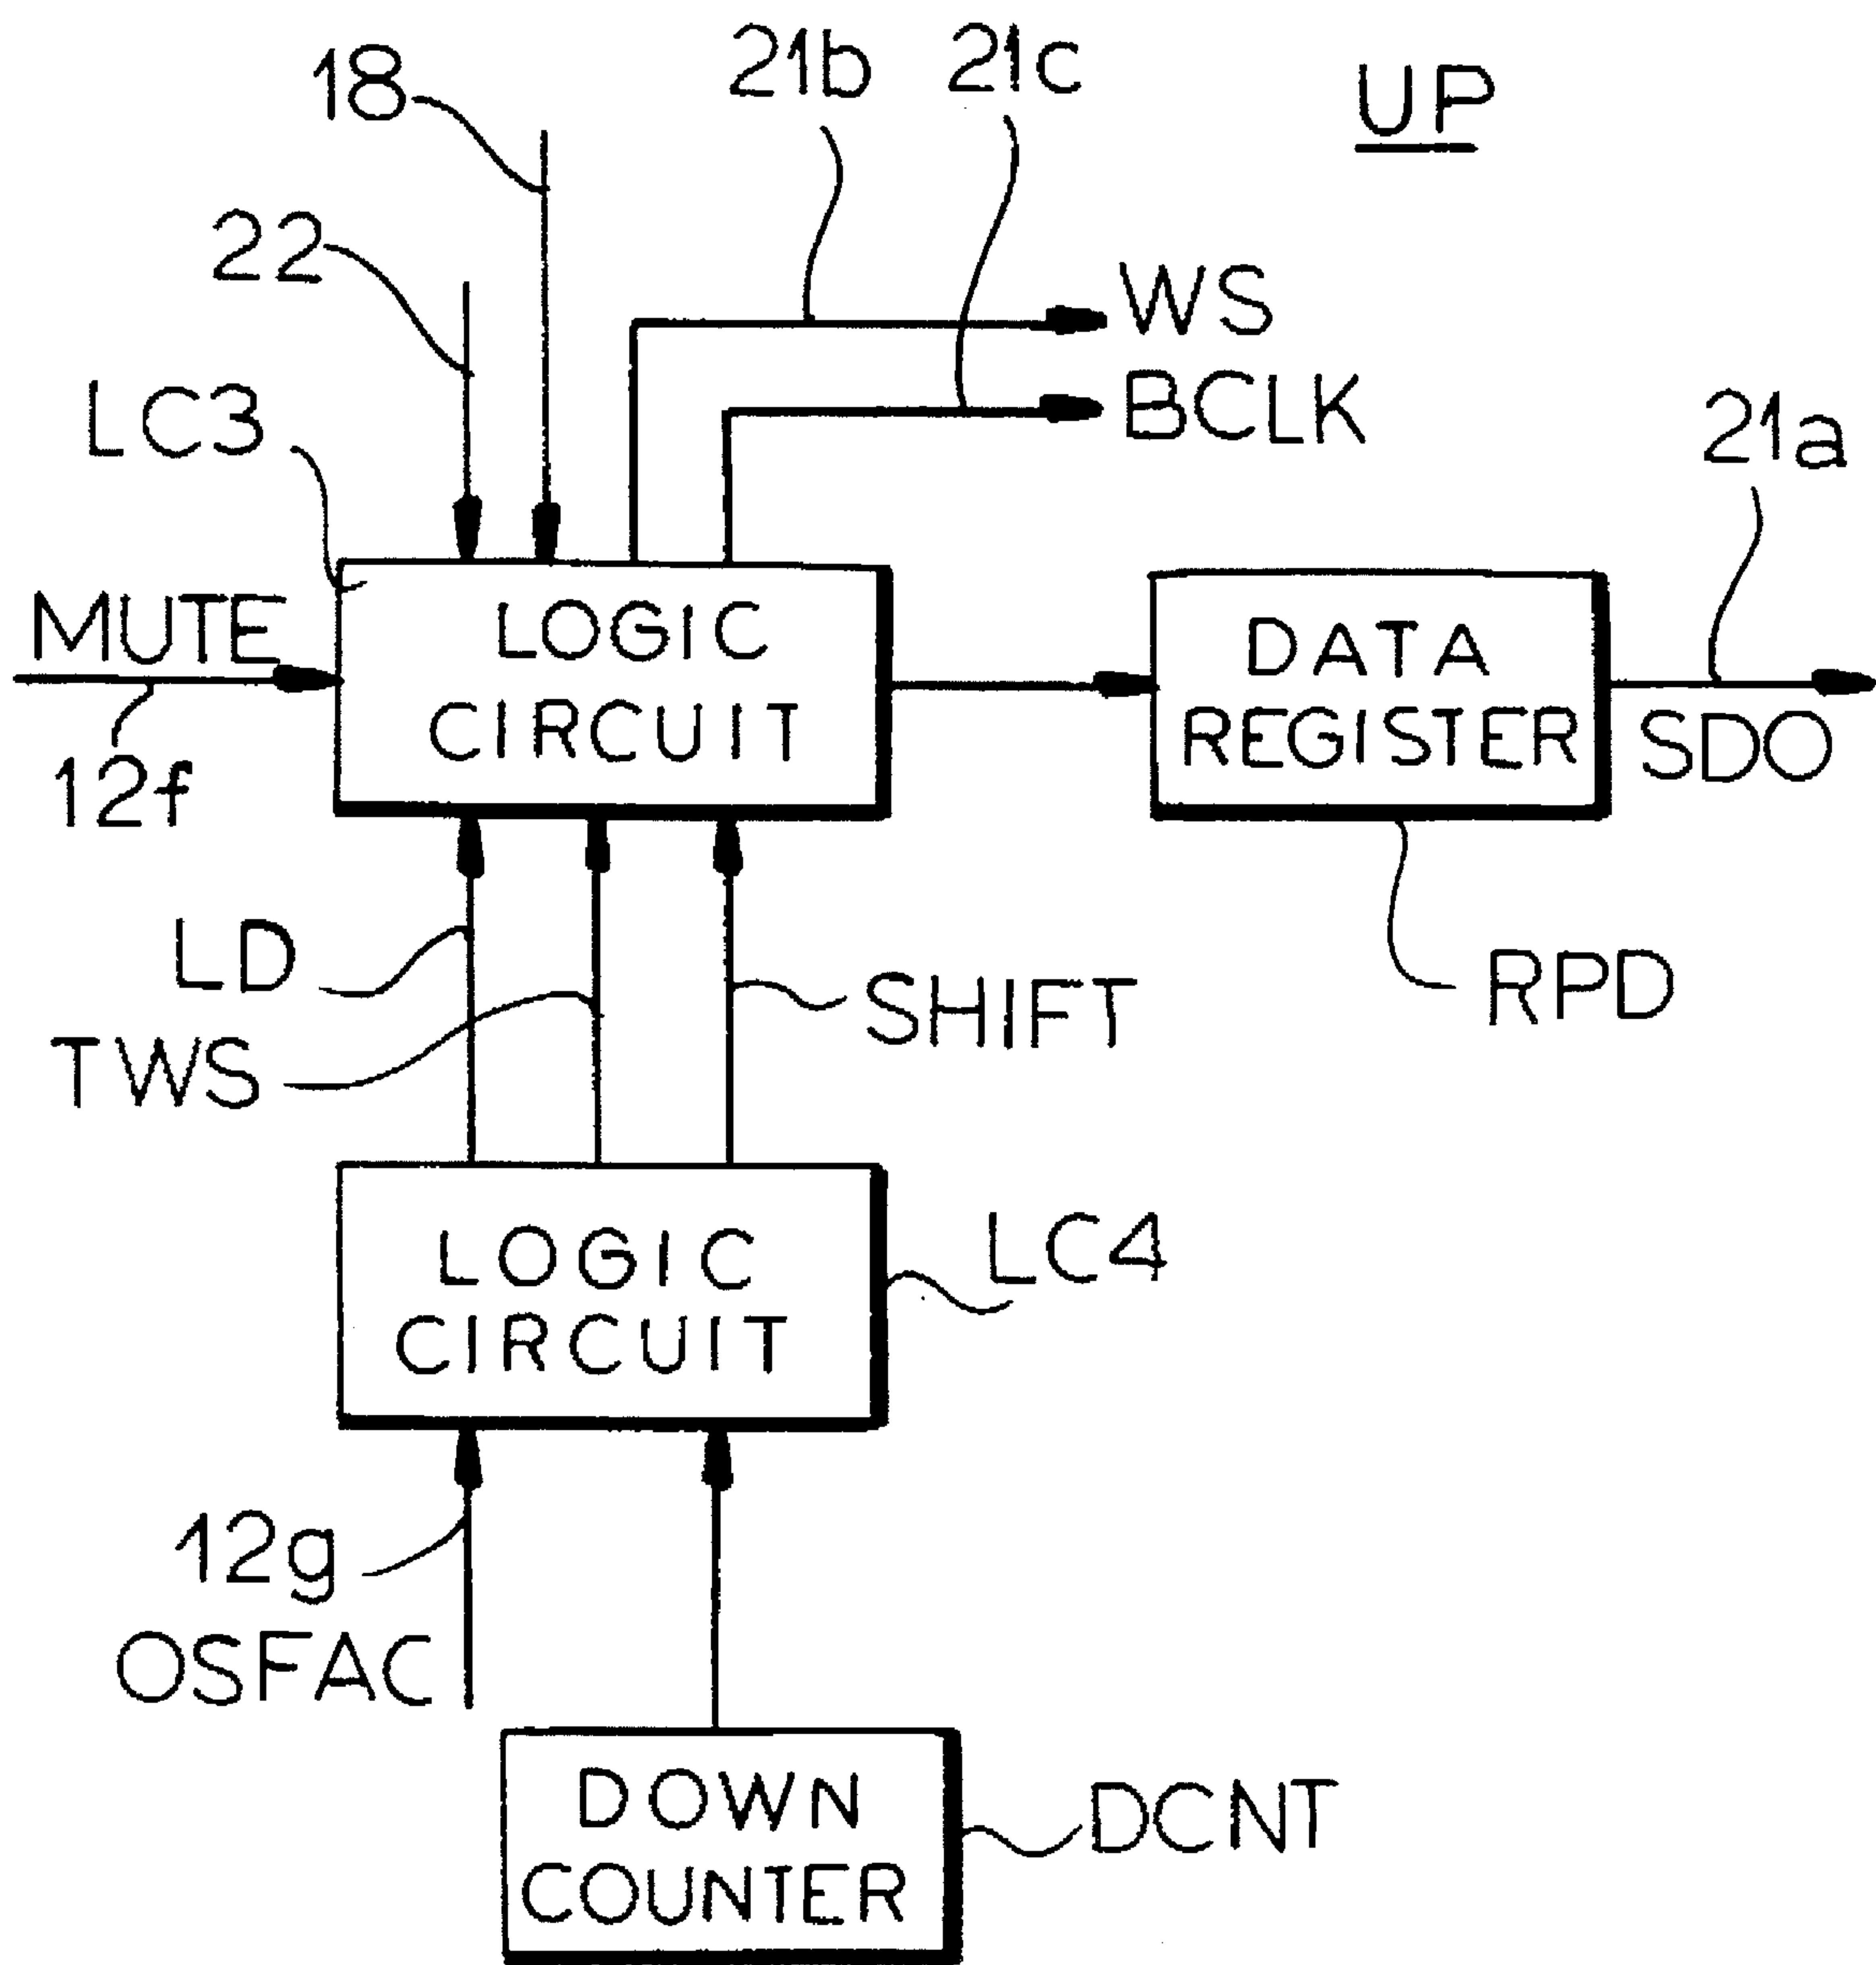 18
21b
21c
UP
22
WS
LC3
BCLK
21a
MUTE
LOGIC
CIRCUIT
DATA
REGISTER
SDO
12f
LD
SHIFT
RPD
TWS
LOGIC
CIRCUIT
LC4
12g
OSFAC
DOWN
COUNTER
DCNT